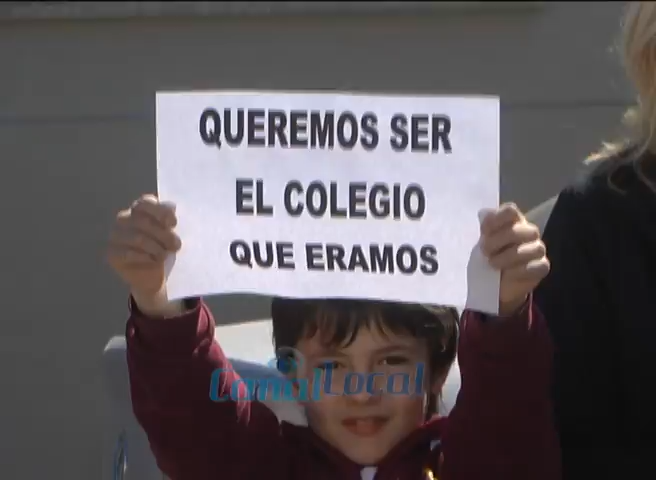 QUEREMOS SER
EL COLEGIO
QUE ERAMOS
Canal Local